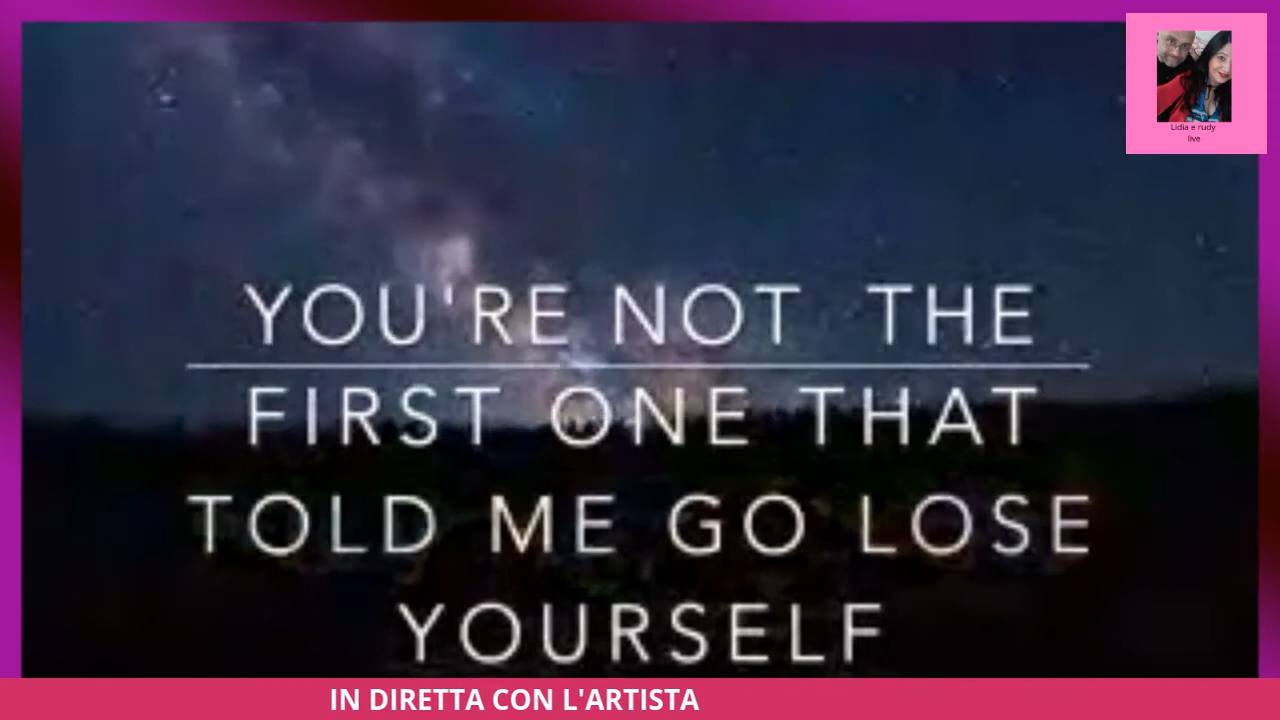 Lidia e rudy
live
YOU'RE NOT THE
FIRST ONE THAT
TOLD ME GO LOSE
YOURSELF
IN DIRETTA CON L'ARTISTA